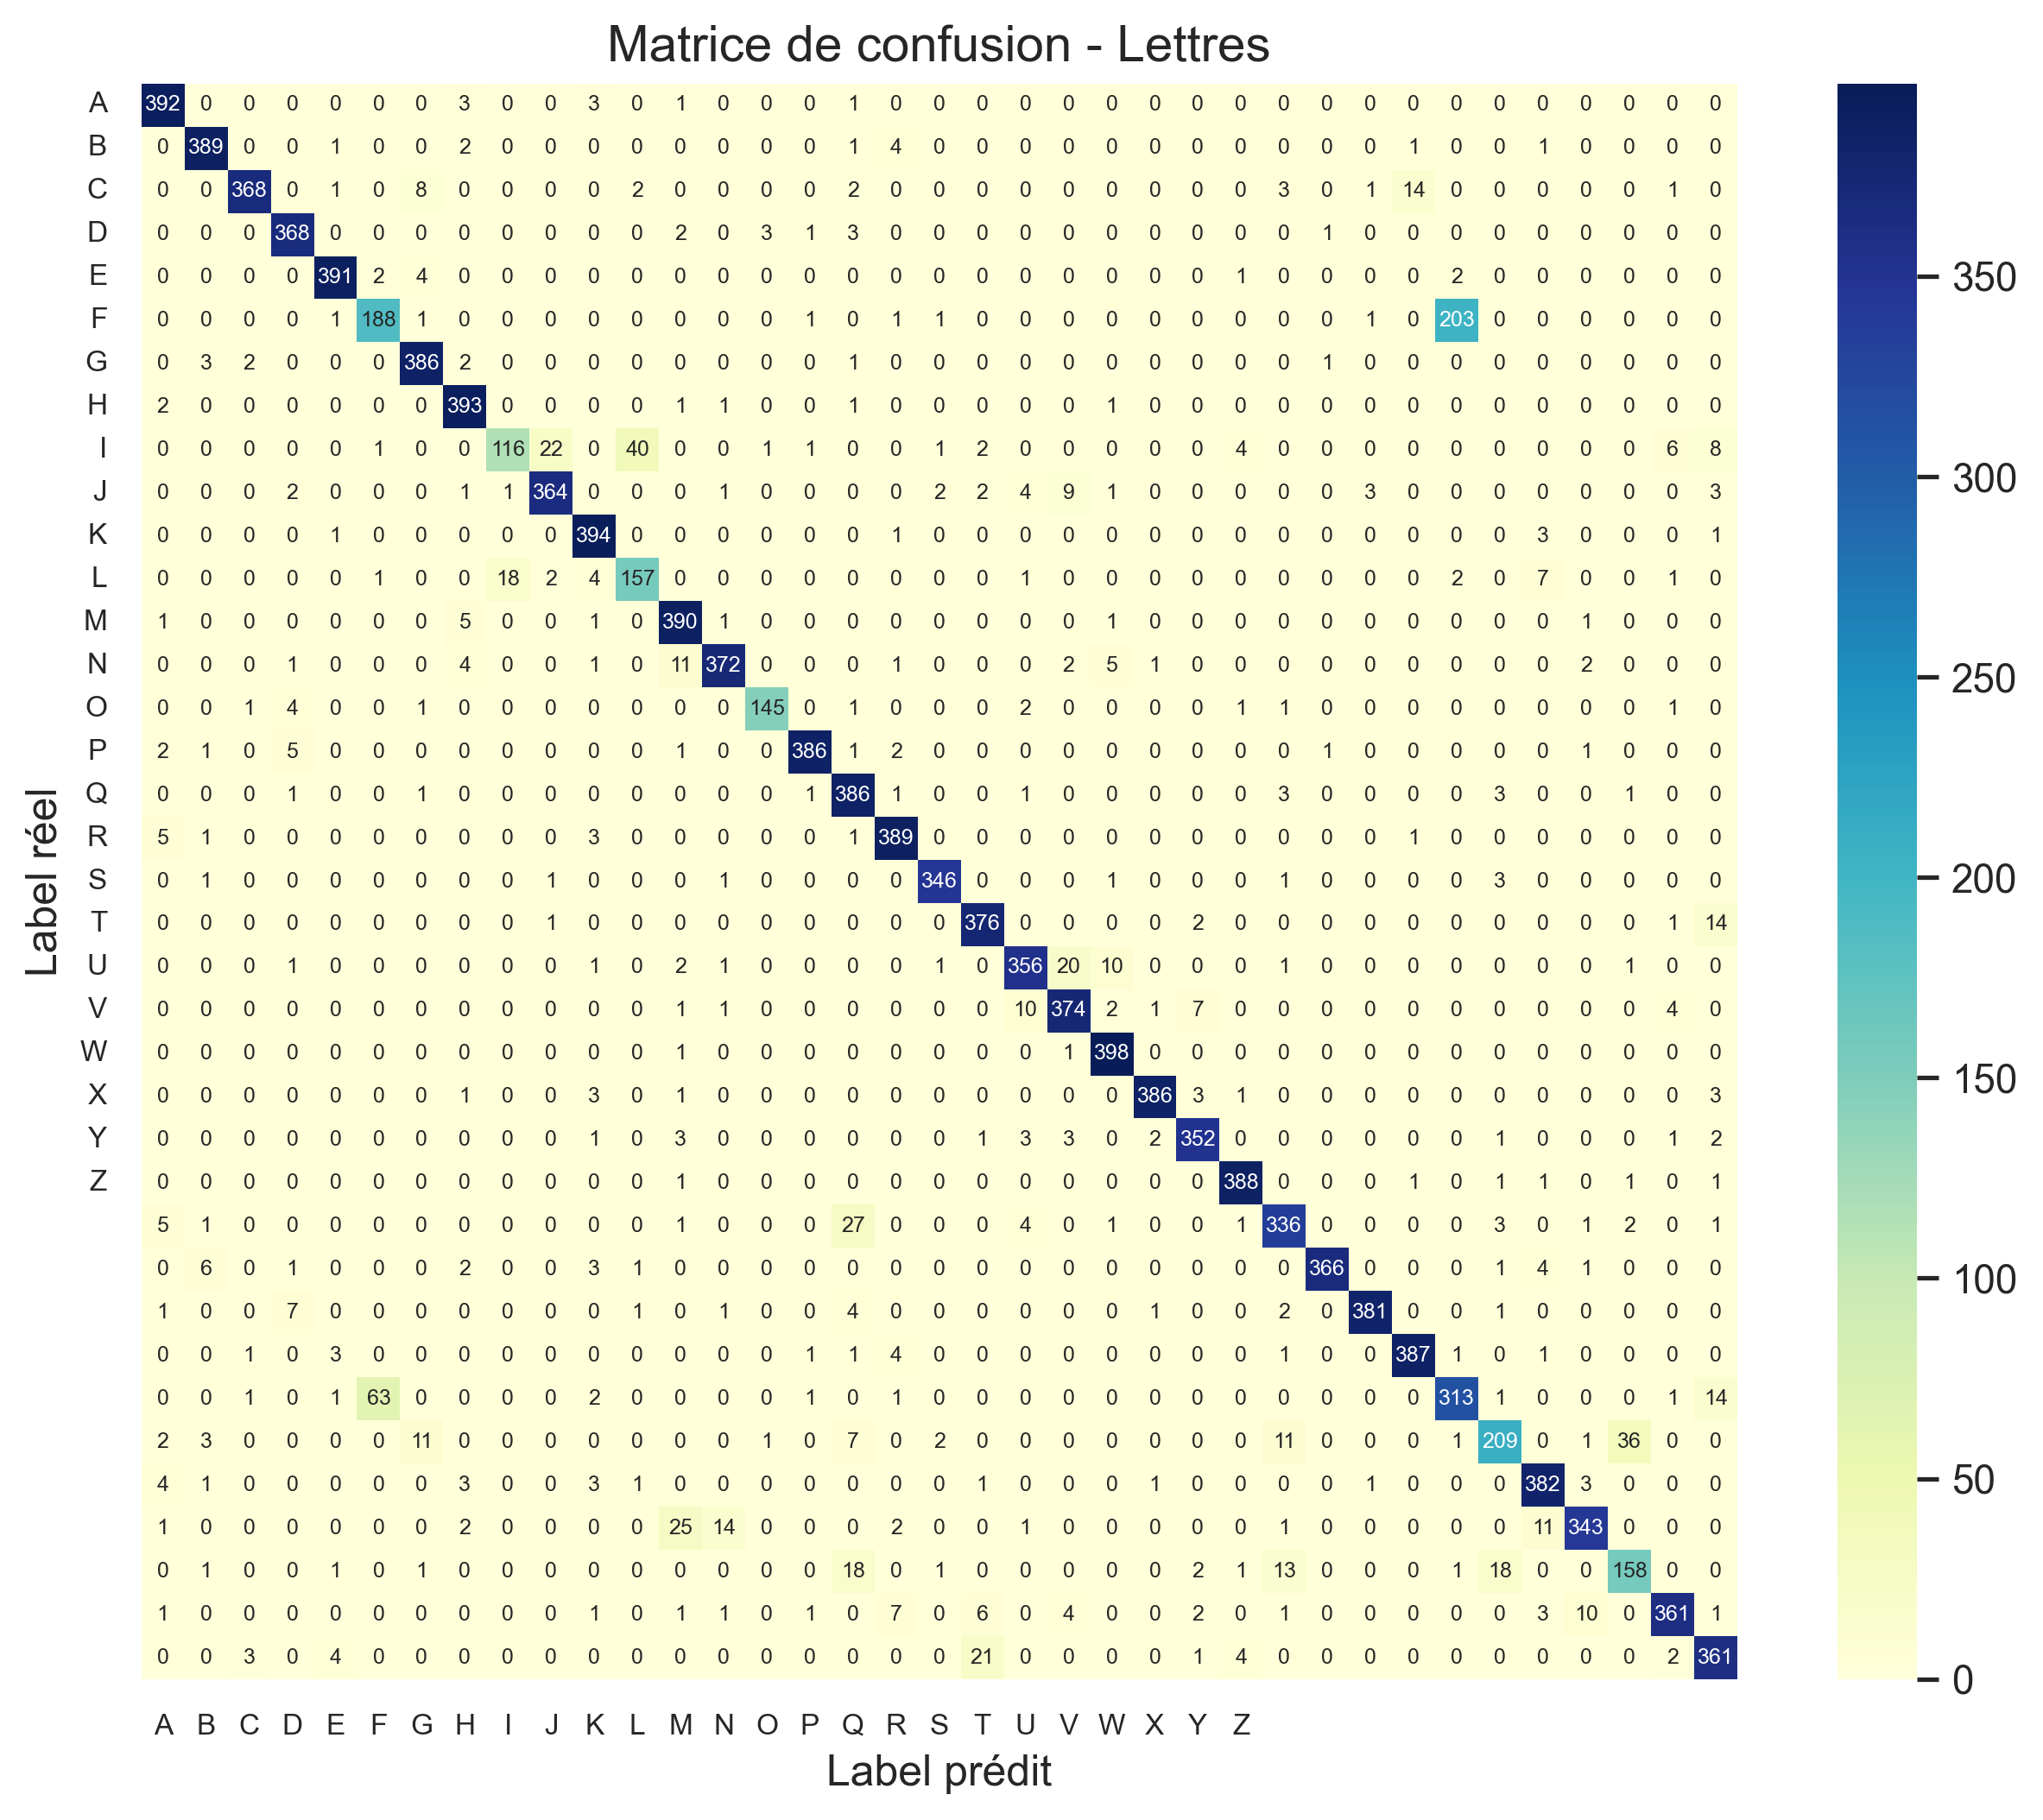 Matrice de confusion - Lettres
A 392 0 0 0 0 0 0 3 0 0 3 0 1 0 0 0 1 0 0 0 0 0 0 0 0 0 0 0 0 0 0 0 0 0 0 0 0
B 0 389 0 0 1 0 0 2 0 0 0 0 0 0 0 0 1 4 0 0 0 0 0 0 0 0 0 0 0 1 0 0 1 0 0 0 0
C 0 0 368 0 1 0 8 0 0 0 0 2 0 0 0 0 2 0 0 0 0 0 0 0 0 0 3 0 1 14 0 0 0 0 0 1 0
D 0 0 0 368 0 0 0 0 0 0 0 0 2 0 3 1 3 0 0 0 0 0 0 0 0 0 0 1 0 0 0 0 0 0 0 0 0
E 0 0 0 0 391 2 4 0 0 0 0 0 0 0 0 0 0 0 0 0 0 0 0 0 0 1 0 0 0 0 2 0 0 0 0 0 0
F 0 0 0 0 1 188 1 0 0 0 0 0 0 0 0 1 0 1 1 0 0 0 0 0 0 0 0 0 1 0 203 0 0 0 0 0 0
G 0 3 2 0 0 0 386 2 0 0 0 0 0 0 0 0 1 0 0 0 0 0 0 0 0 0 0 1 0 0 0 0 0 0 0 0 0
H 2 0 0 0 0 0 0 393 0 0 0 0 1 1 0 0 1 0 0 0 0 0 1 0 0 0 0 0 0 0 0 0 0 0 0 0 0
I 0 0 0 0 0 1 0 0 116 22 0 40 0 0 1 1 0 0 1 2 0 0 0 0 0 4 0 0 0 0 0 0 0 0 0 6 8
J 0 0 0 2 0 0 0 1 1 364 0 0 0 1 0 0 0 0 2 2 4 9 1 0 0 0 0 0 3 0 0 0 0 0 0 0 3
K 0 0 0 0 1 0 0 0 0 0 394 0 0 0 0 0 0 1 0 0 0 0 0 0 0 0 0 0 0 0 0 0 3 0 0 0 1
L 0 0 0 0 0 1 0 0 18 2 4 157 0 0 0 0 0 0 0 0 1 0 0 0 0 0 0 0 0 0 2 0 7 0 0 1 0
M 1 0 0 0 0 0 0 5 0 0 1 0 390 1 0 0 0 0 0 0 0 0 1 0 0 0 0 0 0 0 0 0 0 1 0 0 0
N 0 0 0 1 0 0 0 4 0 0 1 0 11 372 0 0 0 1 0 0 0 2 5 1 0 0 0 0 0 0 0 0 0 2 0 0 0
O 0 0 1 4 0 0 1 0 0 0 0 0 0 0 145 0 1 0 0 0 2 0 0 0 0 1 1 0 0 0 0 0 0 0 0 1 0
P 2 1 0 5 0 0 0 0 0 0 0 0 1 0 0 386 1 2 0 0 0 0 0 0 0 0 0 1 0 0 0 0 0 1 0 0 0
Q 0 0 0 1 0 0 1 0 0 0 0 0 0 0 0 1 386 1 0 0 1 0 0 0 0 0 3 0 0 0 0 3 0 0 1 0 0
R 5 1 0 0 0 0 0 0 0 0 3 0 0 0 0 0 1 389 0 0 0 0 0 0 0 0 0 0 0 1 0 0 0 0 0 0 0
S 0 1 0 0 0 0 0 0 0 1 0 0 0 1 0 0 0 0 346 0 0 0 1 0 0 0 1 0 0 0 0 3 0 0 0 0 0
T 0 0 0 0 0 0 0 0 0 1 0 0 0 0 0 0 0 0 0 376 0 0 0 0 2 0 0 0 0 0 0 0 0 0 0 1 14
U 0 0 0 1 0 0 0 0 0 0 1 0 2 1 0 0 0 0 1 0 356 20 10 0 0 0 1 0 0 0 0 0 0 0 1 0 0
V 0 0 0 0 0 0 0 0 0 0 0 0 1 1 0 0 0 0 0 0 10 374 2 1 7 0 0 0 0 0 0 0 0 0 0 4 0
W 0 0 0 0 0 0 0 0 0 0 0 0 1 0 0 0 0 0 0 0 0 1 398 0 0 0 0 0 0 0 0 0 0 0 0 0 0
X 0 0 0 0 0 0 0 1 0 0 3 0 1 0 0 0 0 0 0 0 0 0 0 386 3 1 0 0 0 0 0 0 0 0 0 0 3
Y 0 0 0 0 0 0 0 0 0 0 1 0 3 0 0 0 0 0 0 1 3 3 0 2 352 0 0 0 0 0 0 1 0 0 0 1 2
Z 0 0 0 0 0 0 0 0 0 0 0 0 1 0 0 0 0 0 0 0 0 0 0 0 0 388 0 0 0 1 0 1 1 0 1 0 1
5 1 0 0 0 0 0 0 0 0 0 0 1 0 0 0 27 0 0 0 4 0 1 0 0 1 336 0 0 0 0 3 0 1 2 0 1
0 6 0 1 0 0 0 2 0 0 3 1 0 0 0 0 0 0 0 0 0 0 0 0 0 0 0 366 0 0 0 1 4 1 0 0 0
1 0 0 7 0 0 0 0 0 0 0 1 0 1 0 0 4 0 0 0 0 0 0 1 0 0 2 0 381 0 0 1 0 0 0 0 0
0 0 1 0 3 0 0 0 0 0 0 0 0 0 0 1 1 4 0 0 0 0 0 0 0 0 1 0 0 387 1 0 1 0 0 0 0
0 0 1 0 1 63 0 0 0 0 2 0 0 0 0 1 0 1 0 0 0 0 0 0 0 0 0 0 0 0 313 1 0 0 0 1 14
2 3 0 0 0 0 11 0 0 0 0 0 0 0 1 0 7 0 2 0 0 0 0 0 0 0 11 0 0 0 1 209 0 1 36 0 0
4 1 0 0 0 0 0 3 0 0 3 1 0 0 0 0 0 0 0 1 0 0 0 1 0 0 0 0 1 0 0 0 382 3 0 0 0
1 0 0 0 0 0 0 2 0 0 0 0 25 14 0 0 0 2 0 0 1 0 0 0 0 0 1 0 0 0 0 0 11 343 0 0 0
0 1 0 0 1 0 1 0 0 0 0 0 0 0 0 0 18 0 1 0 0 0 0 0 2 1 13 0 0 0 1 18 0 0 158 0 0
1 0 0 0 0 0 0 0 0 0 1 0 1 1 0 1 0 7 0 6 0 4 0 0 2 0 1 0 0 0 0 0 3 10 0 361 1
0 0 3 0 4 0 0 0 0 0 0 0 0 0 0 0 0 0 0 21 0 0 0 0 1 4 0 0 0 0 0 0 0 0 0 2 361
A B C D E F G H I J K L M N O P Q R S T U V W X Y Z
Label prédit
Label réel
350
300
250
200
150
100
50
0